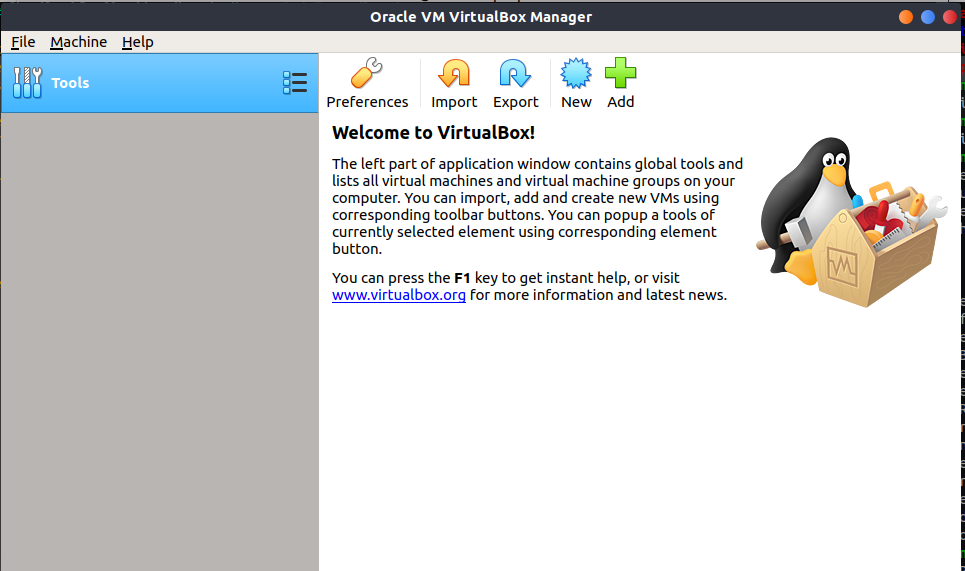 Oracle VM VirtualBox Manager
File Machine Help
Tools
Preferences Import Export New Add
Welcome to VirtualBox!
The left part of application window contains global tools and
lists all virtual machines and virtual machine groups on your
computer. You can import, add and create new VMs using
corresponding toolbar buttons. You can popup a tools of
currently selected element using corresponding element
button.
You can press the F1 key to get instant help, or visit
www.virtualbox.org for more information and latest news.